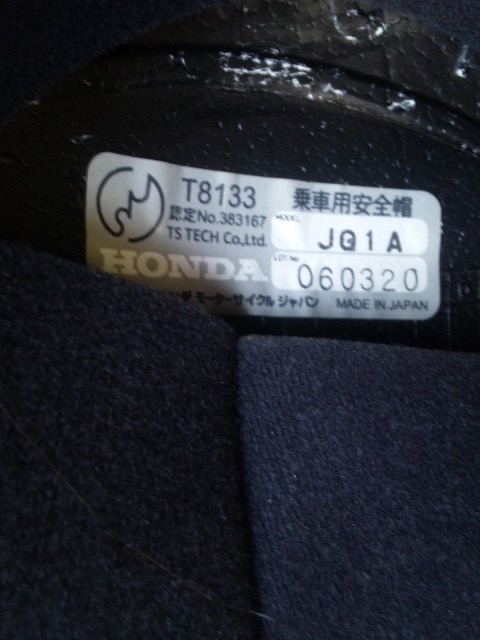 T8133 乗車用安全帽
認定No.383167 MODEL
TS TECH Co,Ltd. JQ1A
HONDA LOT No. 060320
モーターサイクル ジャパン MADE IN JAPAN